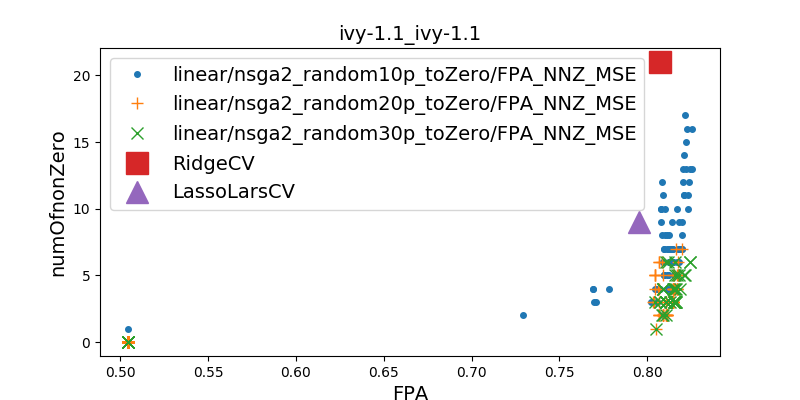 ivy-1.1_ivy-1.1
linear/nsga2_random10p_toZero/FPA_NNZ_MSE
linear/nsga2_random20p_toZero/FPA_NNZ_MSE
linear/nsga2_random30p_toZero/FPA_NNZ_MSE
RidgeCV
LassoLarsCV
numOfnonZero
20
15
10
5
0
0.50 0.55 0.60 0.65 0.70 0.75 0.80
FPA